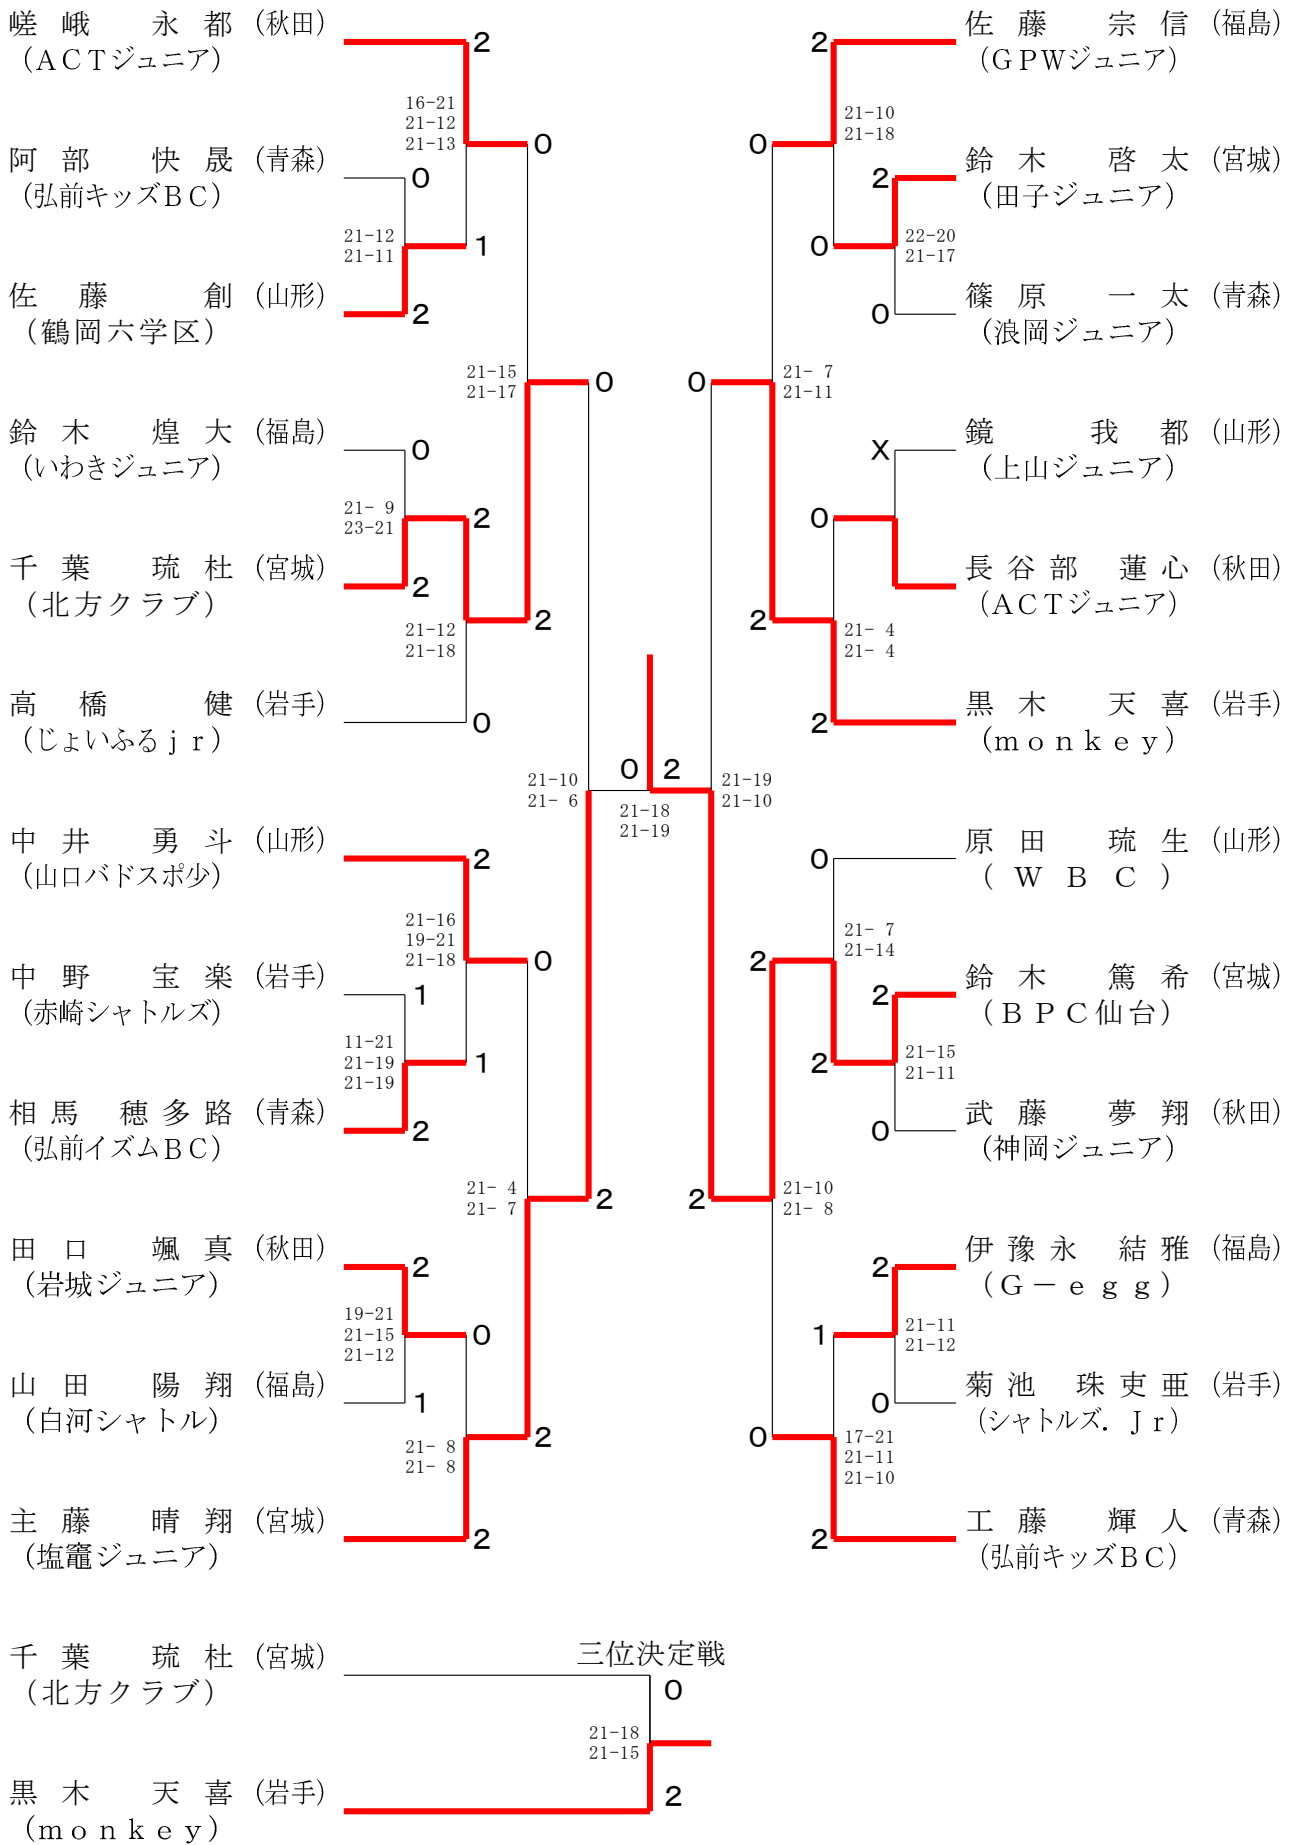 嵯峨 永都 (秋田)
(ACTジュニア)
阿部 快晟 (青森)
(弘前キッズBC)
佐藤 創 (山形)
(鶴岡六学区)
鈴木 煌大 (福島)
(いわきジュニア)
千葉 琉杜 (宮城)
(北方クラブ)
高橋 健 (岩手)
(じょいふるjr)
中井 勇斗 (山形)
(山口バドスポ少)
中野 宝楽 (岩手)
(赤崎シャトルズ)
相馬 穂多路 (青森)
(弘前イズムBC)
田口 颯真 (秋田)
(岩城ジュニア)
山田 陽翔 (福島)
(白河シャトル)
主藤 晴翔 (宮城)
(塩竈ジュニア)
2
16-21
21-12
21-13
0
0
21-12
21-11
1
2
21-15
21-17
0
0
21- 9
23-21
2
2
21-12
21-18
2
0
21-10
21- 6
2
21-16
19-21
21-18
0
1
11-21
21-19
21-19
1
2
21- 4
21- 7
2
2
19-21
21-15
21-12
0
1
21- 8
21- 8
2
2
0 2
21-18
21-19
佐藤 宗信 (福島)
(GPWジュニア)
鈴木 啓太 (宮城)
(田子ジュニア)
篠原 一太 (青森)
(浪岡ジュニア)
鏡 我都 (山形)
(上山ジュニア)
長谷部 蓮心 (秋田)
(ACTジュニア)
黒木 天喜 (岩手)
(monkey)
原田 琉生 (山形)
(WBC)
鈴木 篤希 (宮城)
(BPC仙台)
武藤 夢翔 (秋田)
(神岡ジュニア)
伊豫永 結雅 (福島)
(G－egg)
菊池 珠吏亜 (岩手)
(シャトルズ．Jr)
工藤 輝人 (青森)
(弘前キッズBC)
2
21-10
21-18
0
2
0
22-20
21-17
0
0
21- 7
21-11
X
0
2
21- 4
21- 4
2
21-19
21-10
0
21- 7
21-14
2
2
2
21-15
21-11
0
2
21-10
21- 8
2
1
21-11
21-12
0
0
17-21
21-11
21-10
2
千葉 琉杜 (宮城)
(北方クラブ)
三位決定戦
0
21-18
21-15
2
黒木 天喜 (岩手)
(monkey)